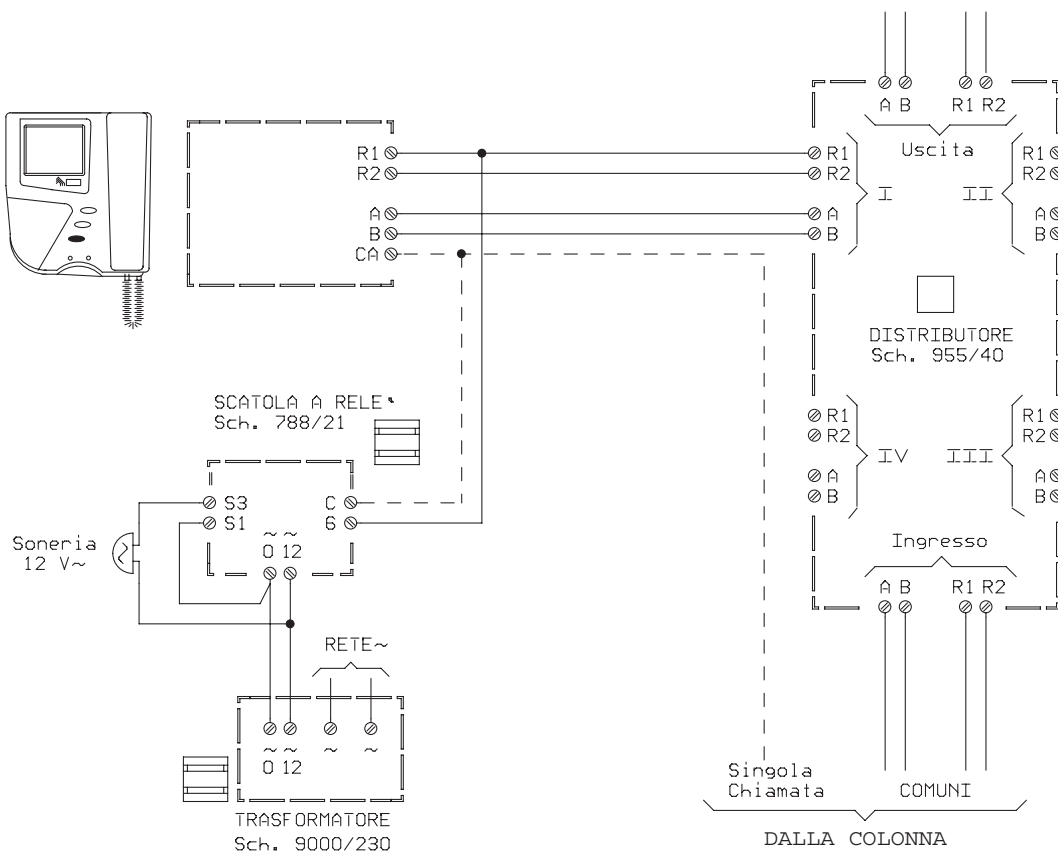 A B R1 R2
Uscita
R1 R1 R1
R2 R2 R2
I II
A A A
B B B
CA
DISTRIBUTORE
Sch. 955/40
SCATOLA A RELE'
Sch. 788/21
R1 R1
R2 R2
IV III
A A
B B
S3 C
S1 6
~ ~
0 12
Soneria
12 V~
Ingresso
A B R1 R2
RETE~
~ ~ ~ ~
0 12
TRASFORMATORE
Sch. 9000/230
Singola
Chiamata
COMUNI
DALLA COLONNA